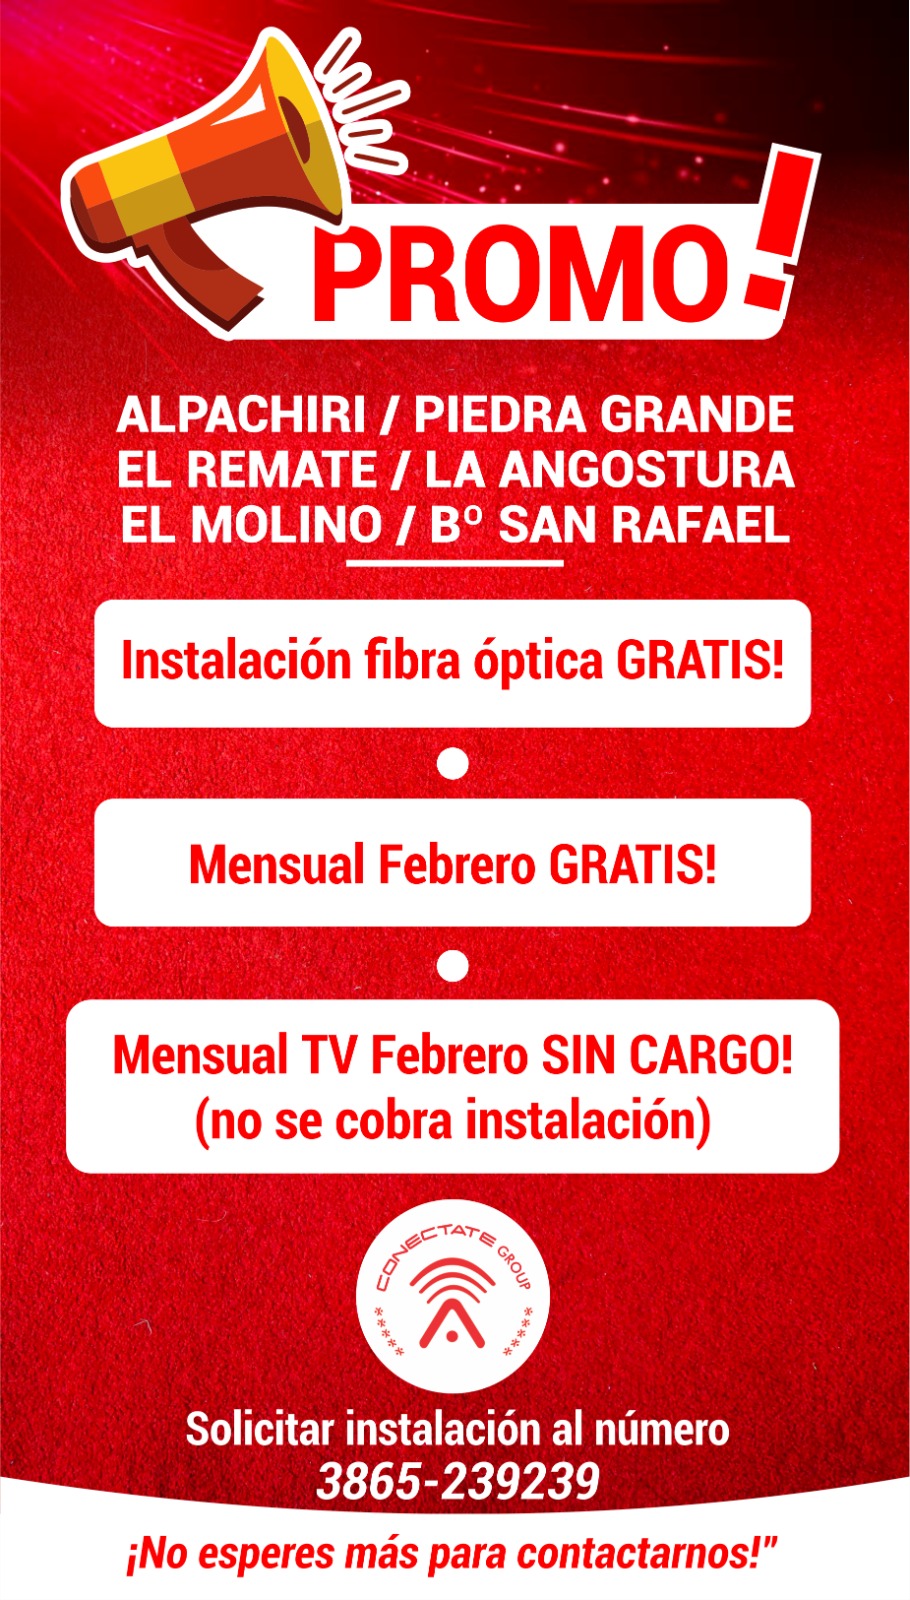 PROMO!
ALPACHIRI / PIEDRA GRANDE
EL REMATE / LA ANGOSTURA
EL MOLINO / Bº SAN RAFAEL
Instalación fibra óptica GRATIS!
Mensual Febrero GRATIS!
Mensual TV Febrero SIN CARGO!
(no se cobra instalación)
CONECTATE GROUP
Solicitar instalación al número
3865-239239
¡No esperes más para contactarnos!”